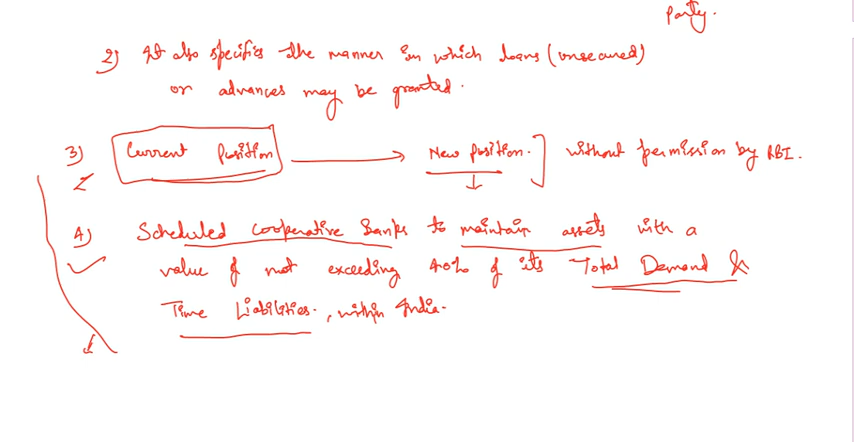 Party.
2) It also specifies the manner in which loans (unsecured)
or advances may be granted.
3) Current Position → New position. ] without permission by RBI.
4) Scheduled Cooperative Banks to maintain assets with a
value of not exceeding 40% of its Total Demand &
Time Liabilities., within India.